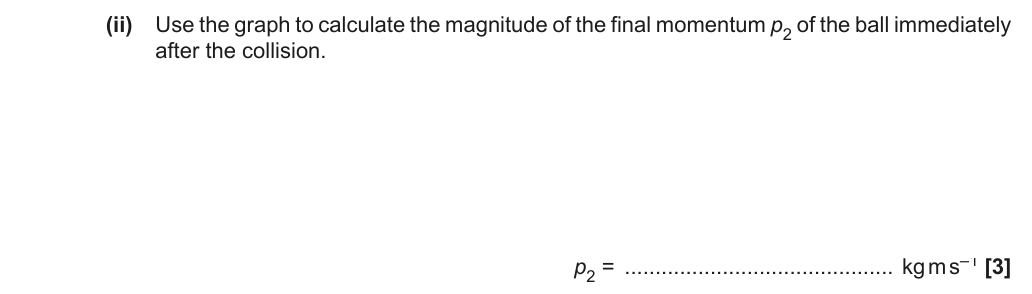 (ii) Use the graph to calculate the magnitude of the final momentum p₂ of the ball immediately
after the collision.
p₂ = ........................................... kg m s⁻¹ [3]